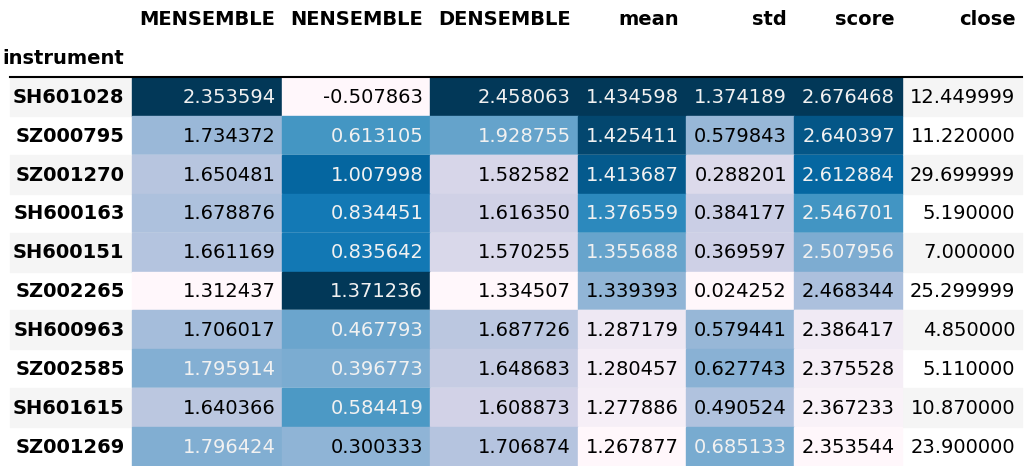 MENSEMBLE NENSEMBLE DENSEMBLE mean std score close
instrument
SH601028 2.353594 -0.507863 2.458063 1.434598 1.374189 2.676468 12.449999
SZ000795 1.734372 0.613105 1.928755 1.425411 0.579843 2.640397 11.220000
SZ001270 1.650481 1.007998 1.582582 1.413687 0.288201 2.612884 29.699999
SH600163 1.678876 0.834451 1.616350 1.376559 0.384177 2.546701 5.190000
SH600151 1.661169 0.835642 1.570255 1.355688 0.369597 2.507956 7.000000
SZ002265 1.312437 1.371236 1.334507 1.339393 0.024252 2.468344 25.299999
SH600963 1.706017 0.467793 1.687726 1.287179 0.579441 2.386417 4.850000
SZ002585 1.795914 0.396773 1.648683 1.280457 0.627743 2.375528 5.110000
SH601615 1.640366 0.584419 1.608873 1.277886 0.490524 2.367233 10.870000
SZ001269 1.796424 0.300333 1.706874 1.267877 0.685133 2.353544 23.900000